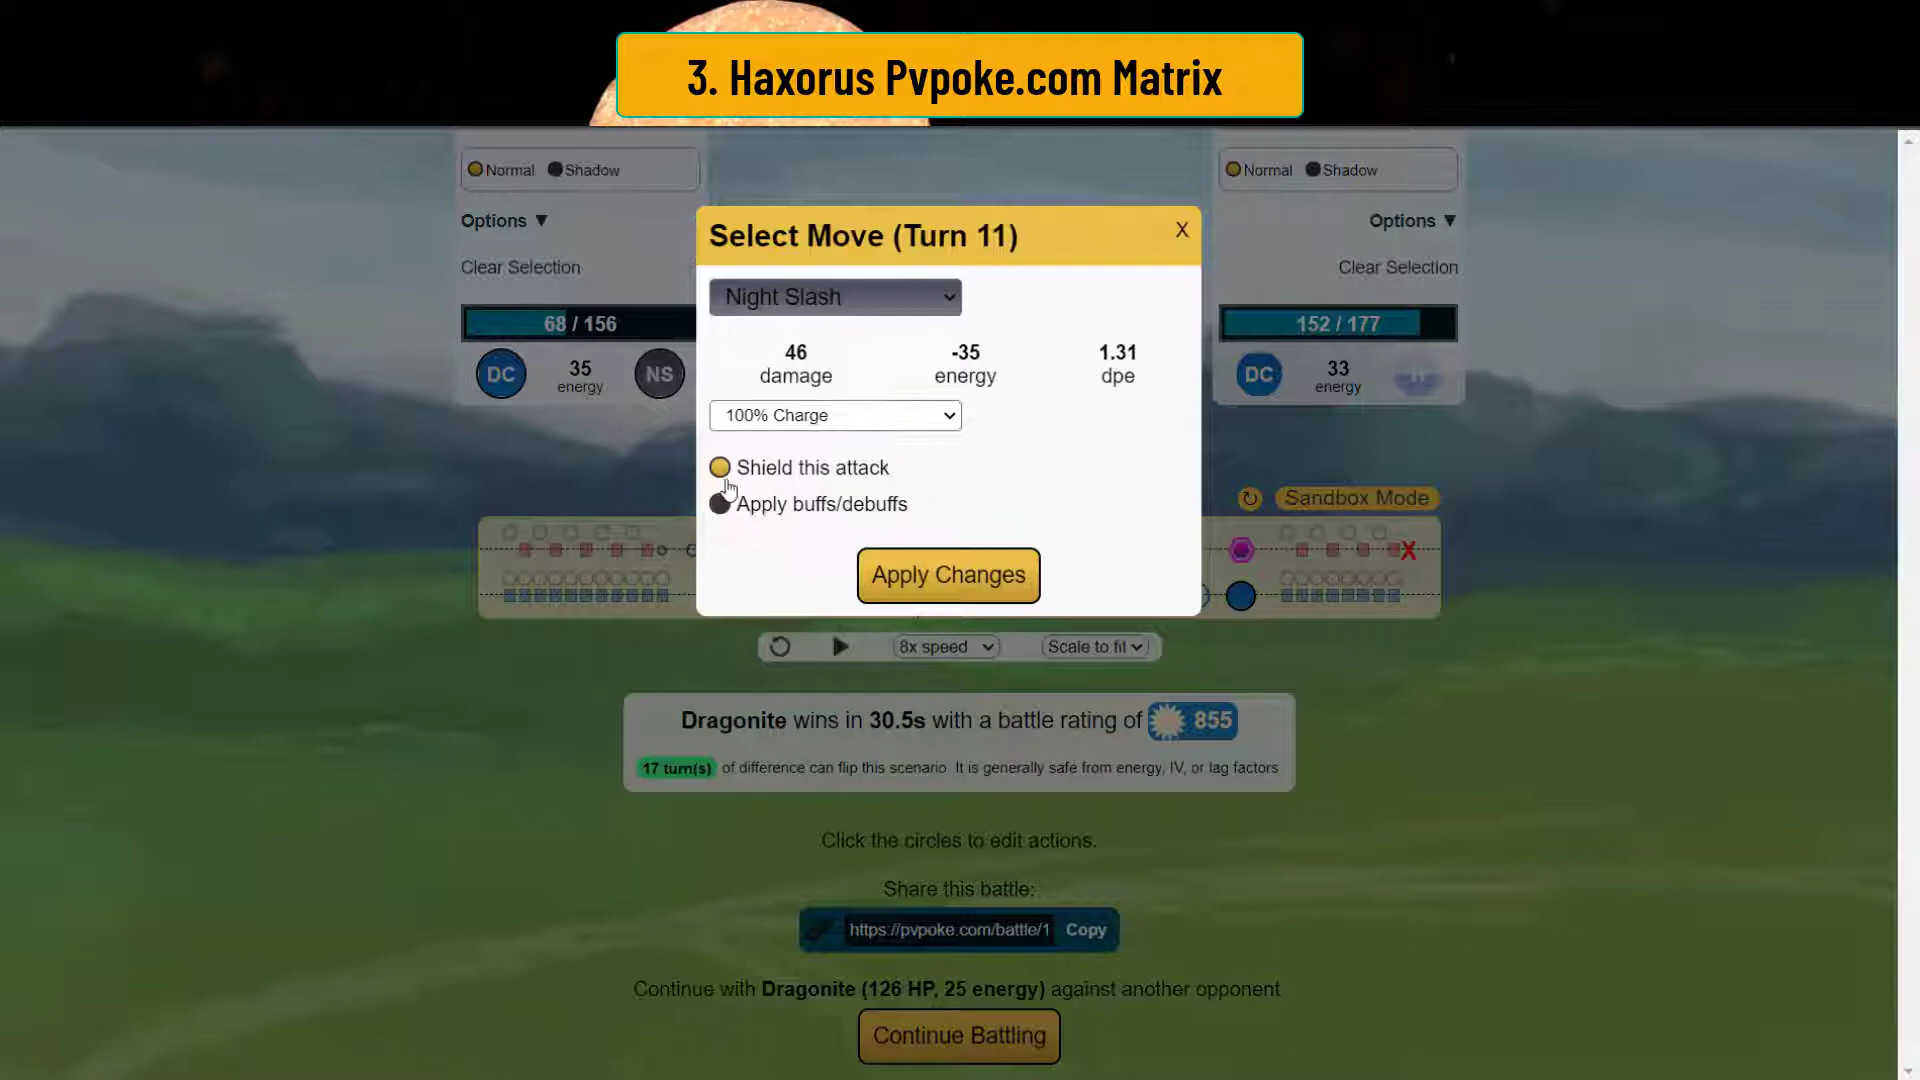 3. Haxorus Pvpoke.com Matrix
Normal Shadow
Normal Shadow
Options ▼
Options ▼
Clear Selection
Clear Selection
68 / 156
152 / 177
DC
35
energy
NS
DC
33
energy
H
Select Move (Turn 11)
X
Night Slash
46
damage
-35
energy
1.31
dpe
100% Charge
Shield this attack
Apply buffs/debuffs
Apply Changes
Sandbox Mode
X
8x speed
Scale to fit
Dragonite wins in 30.5s with a battle rating of 855
17 turn(s) of difference can flip this scenario It is generally safe from energy, IV, or lag factors
Click the circles to edit actions.
Share this battle:
https://pvpoke.com/battle/1 Copy
Continue with Dragonite (126 HP, 25 energy) against another opponent
Continue Battling